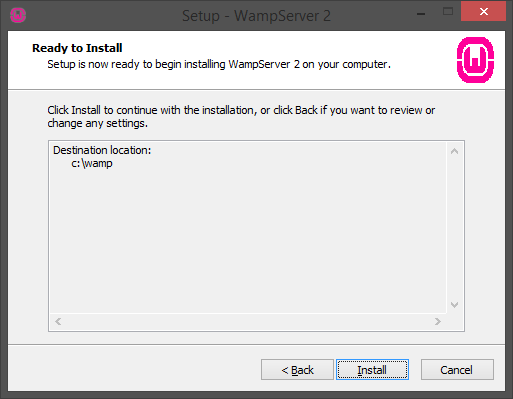 Setup - WampServer 2
Ready to Install
Setup is now ready to begin installing WampServer 2 on your computer.
Click Install to continue with the installation, or click Back if you want to review or
change any settings.
Destination location:
c:\wamp
< Back
Install
Cancel